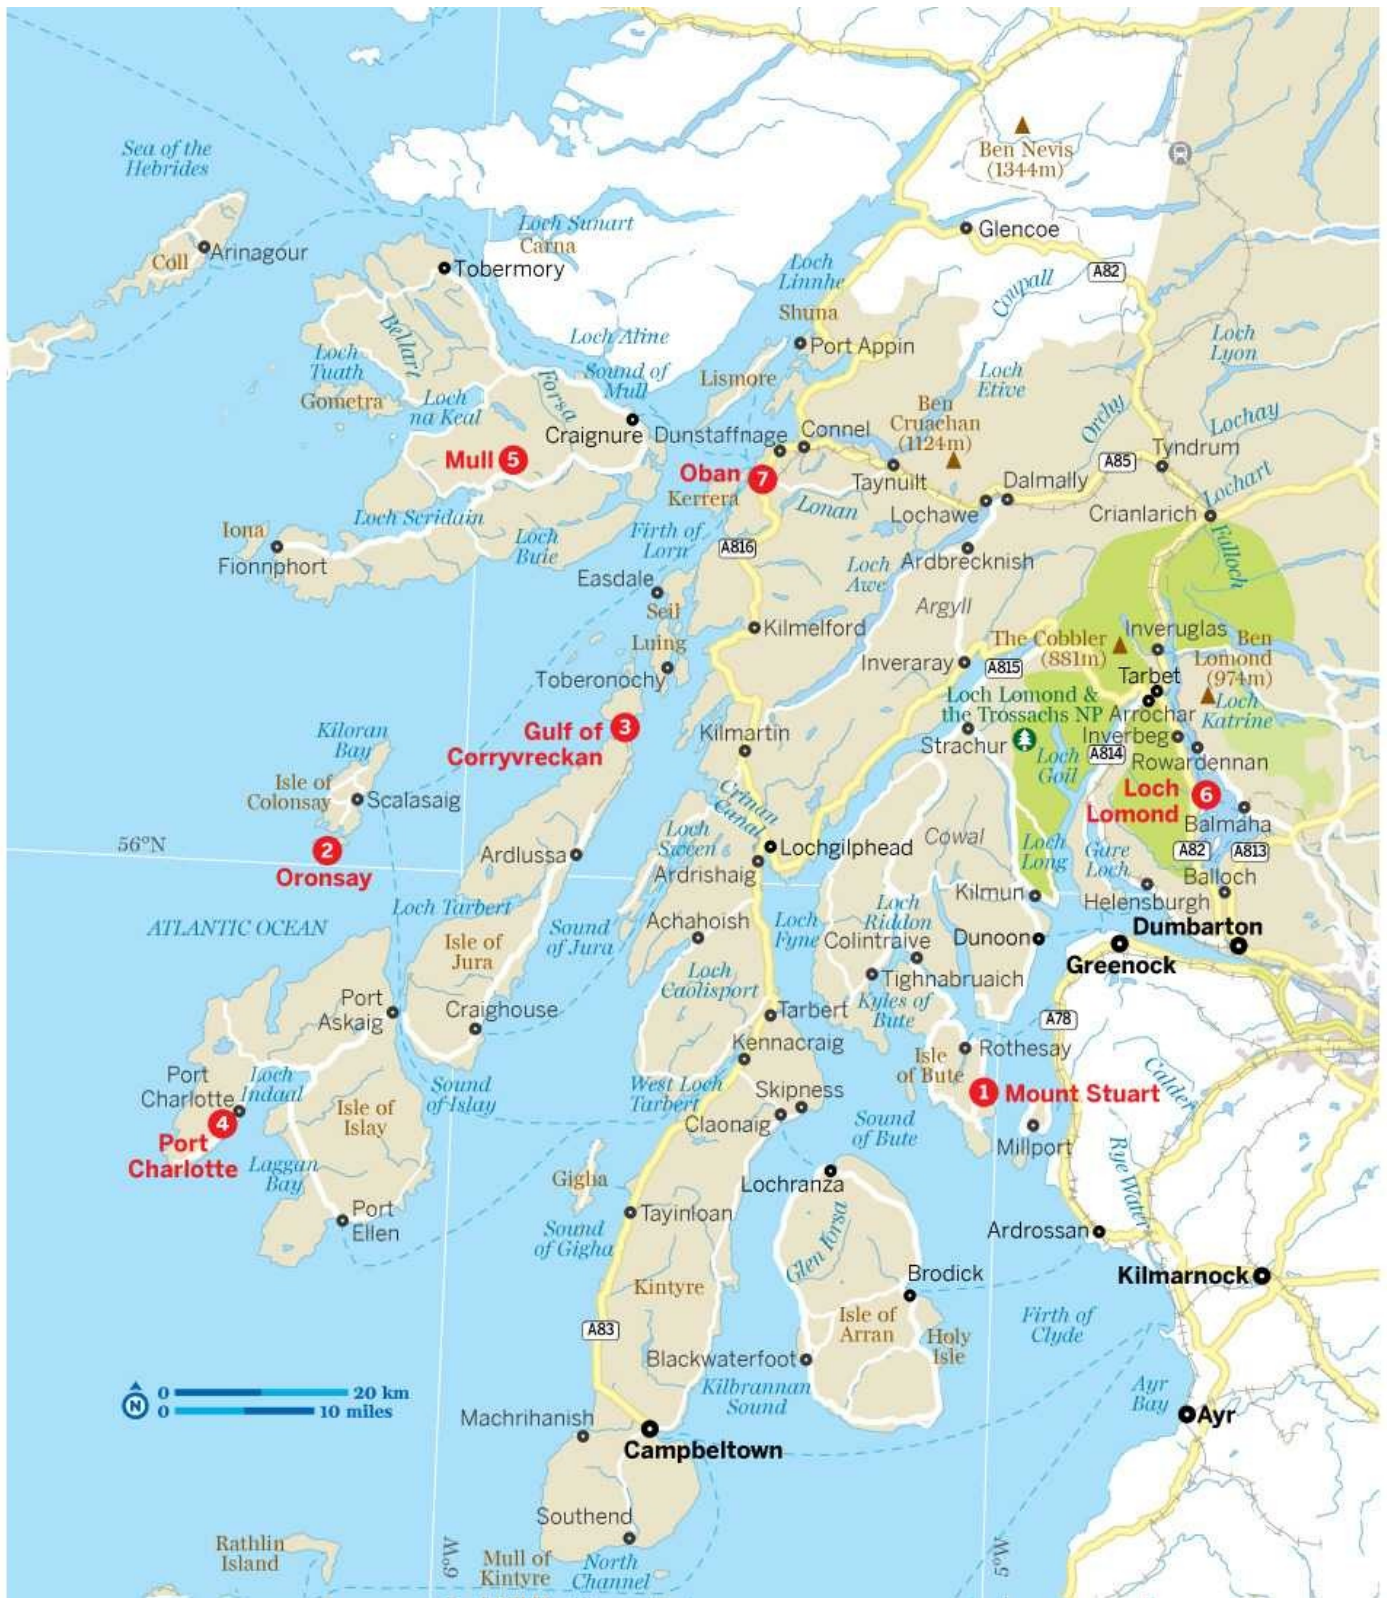 Sea of the
Hebrides
Ben Nevis
(1344m)
Glencoe
Loch Sunart
Carna
Coll
Arinagour
Tobermory
Loch
Linnhe
Coupall
A82
Shuna
Port Appin
Loch Aline
Bellart
Loch
Tuath
Gometra
Loch
na Keal
Forsa
Sound of
Mull
Lismore
Loch
Etive
Loch
Lyon
Ben
Cruachan
(1124m)
Orchy
Lochay
Craignure
Dunstaffnage
Connel
Tyndrum
A85
Mull 5
Oban 7
Kerrera
Taynuilt
Lonan
Lochawe
Dalmally
Lochart
Crianlarich
Falloch
Loch Scridain
Iona
Fionnphort
Loch
Buie
Firth of
Lorn
A816
Loch
Awe
Ardbrecknish
Argyll
Easdale
Seil
Luing
Kilmelford
Toberonochy
Inveraray
A815
The Cobbler
(881m)
Inveruglas
Ben
Lomond
(974m)
Tarbet
Loch Lomond &
the Trossachs NP
Arrochar
Loch
Katrine
Gulf of
Corryvreckan
3
Kilmartin
Strachur
Loch
Goil
A814
Inverbeg
Rowardennan
Kiloran
Bay
Isle of
Colonsay
Scalasaig
Loch
Lomond
6
Balmaha
Crinan
Canal
56°N
2
Oronsay
Ardlussa
Loch
Sween
Ardrishaig
Lochgilphead
Cowal
Loch
Long
Gare
Loch
A82
A813
Balloch
Kilmun
Helensburgh
Loch Tarbert
ATLANTIC OCEAN
Isle of
Jura
Sound
of Jura
Achahoish
Loch
Fyne
Loch
Riddon
Colintraive
Dunoon
Dumbarton
Greenock
Loch
Caolisport
Tighnabruaich
Kyles of
Bute
Port
Askaig
Craighouse
Tarbert
A78
Kennacraig
Isle
of Bute
Rothesay
Port
Charlotte
Loch
Indaal
Sound
of Islay
West Loch
Tarbert
Skipness
1 Mount Stuart
Calder
4
Port
Charlotte
Isle of
Islay
Claonaig
Sound
of Bute
Millport
Rye Water
Laggan
Bay
Gigha
Lochranza
Port
Ellen
Sound
of Gigha
Tayinloan
Glen Iorsa
Ardrossan
Kintyre
Brodick
Kilmarnock
Isle of
Arran
Holy
Isle
Firth of
Clyde
A83
Blackwaterfoot
Kilbrannan
Sound
Ayr
Bay
Ayr
N
0 20 km
0 10 miles
Machrihanish
Campbeltown
Southend
Rathlin
Island
6°W
Mull of
Kintyre
North
Channel
5°W